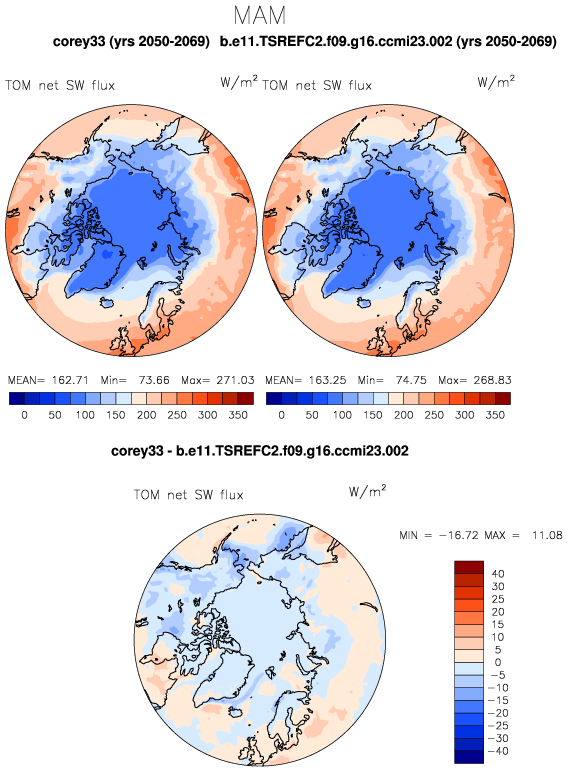 MAM
corey33 (yrs 2050-2069) b.e11.TSREFC2.f09.g16.ccmi23.002 (yrs 2050-2069)
TOM net SW flux W/m² TOM net SW flux W/m²
MEAN= 162.71 Min= 73.66 Max= 271.03 MEAN= 163.25 Min= 74.75 Max= 268.83
0 50 100 150 200 250 300 350 0 50 100 150 200 250 300 350
corey33 - b.e11.TSREFC2.f09.g16.ccmi23.002
TOM net SW flux W/m²
MIN = -16.72 MAX = 11.08
40
35
30
25
20
15
10
5
0
-5
-10
-15
-20
-25
-30
-35
-40